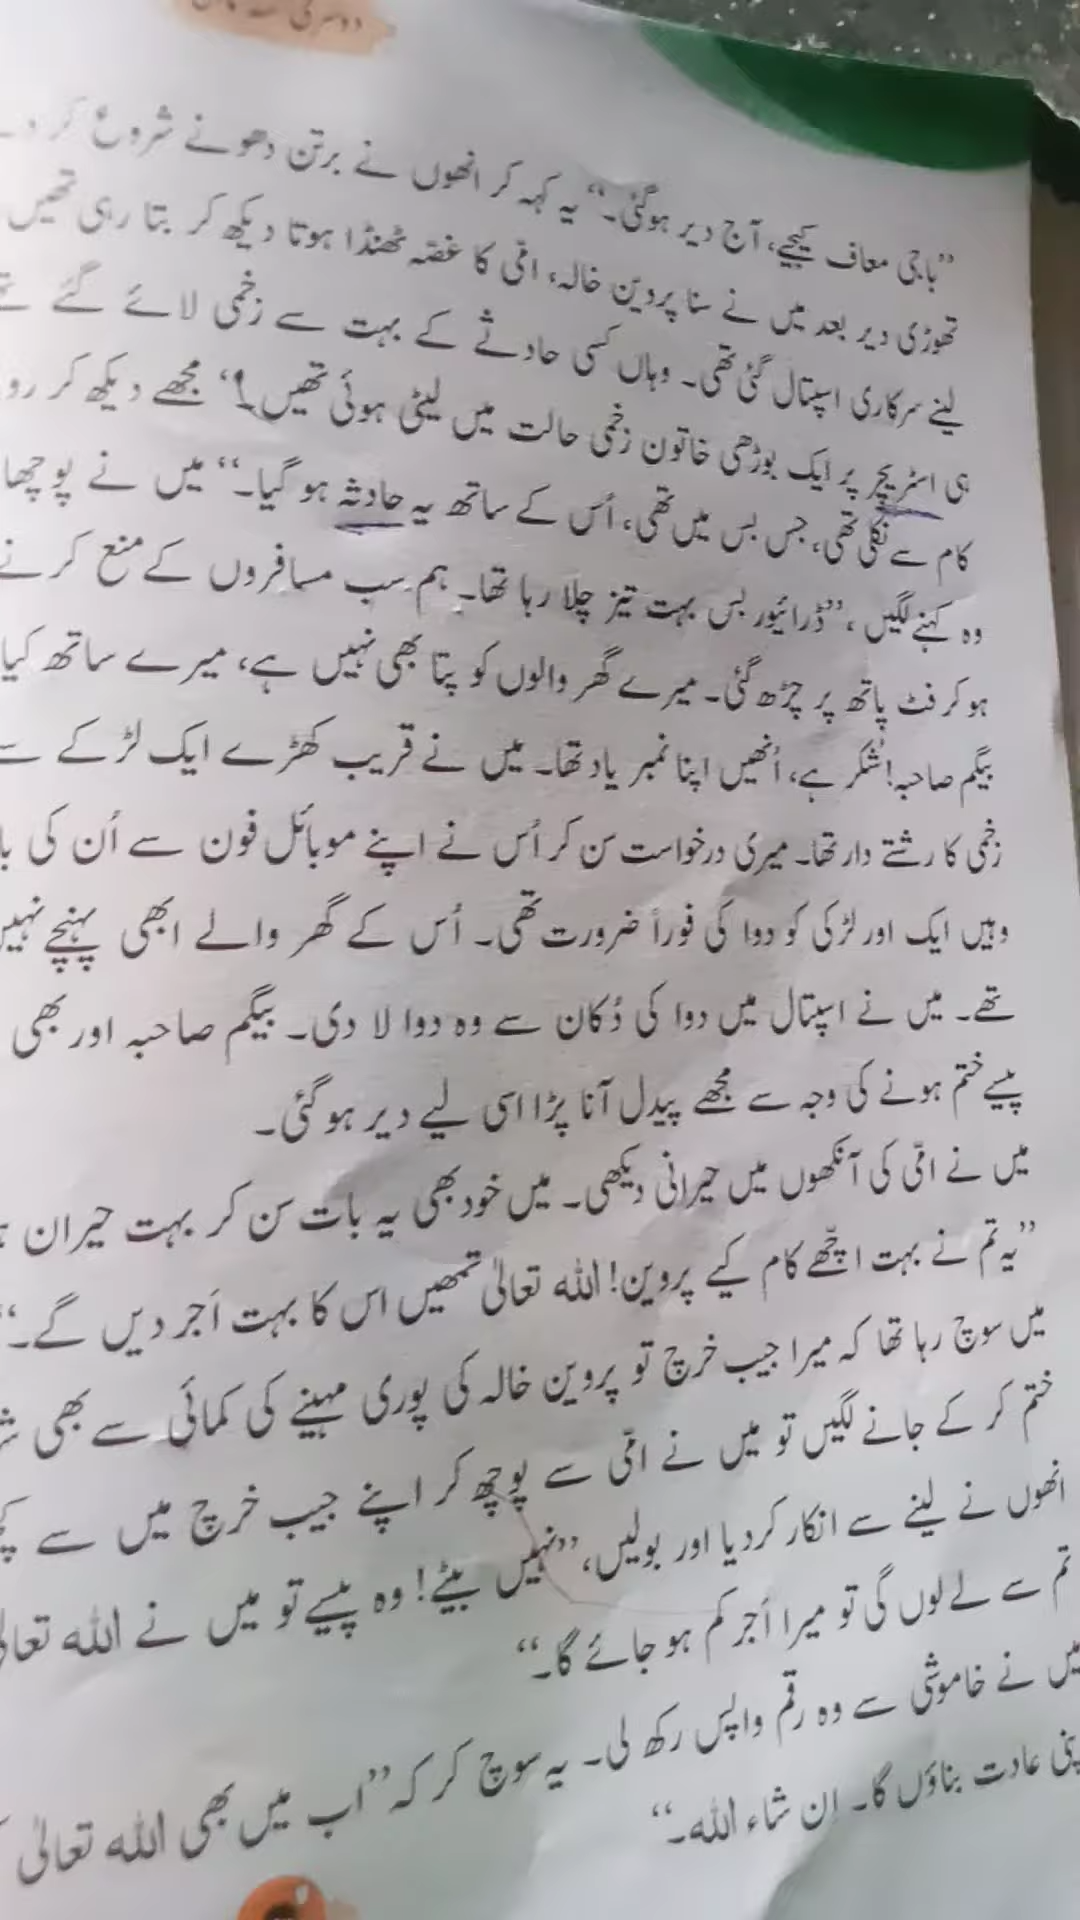 دوسری
”باجی معاف کیجیے، آج دیر ہوگئی۔“ یہ کہہ کر انھوں نے برتن دھونے شروع کر
تھوڑی دیر بعد میں نے سنا پروین خالہ، امّی کا غصّہ ٹھنڈا ہوتا دیکھ کر بتا رہی تھیں
لینے سرکاری اسپتال گئی تھی۔ وہاں کسی حادثے کے بہت سے زخمی لائے گئے
ہی اسٹریچر پر ایک بوڑھی خاتون زخمی حالت میں لیٹی ہوئی تھیں۔“ مجھے دیکھ کر رو
کام سے نکلی تھی، جس بس میں تھی، اُس کے ساتھ یہ حادثہ ہو گیا۔“ میں نے پوچھا
وہ کہنے لگیں ،”ڈرائیور بس بہت تیز چلا رہا تھا۔ ہم سب مسافروں کے منع کرنے
ہو کر فٹ پاتھ پر چڑھ گئی۔ میرے گھر والوں کو پتا بھی نہیں ہے، میرے ساتھ کیا
بیگم صاحبہ! شُکر ہے، اُنھیں اپنا نمبر یاد تھا۔ میں نے قریب کھڑے ایک لڑکے سے
زخمی کا رشتے دار تھا۔ میری درخواست سن کر اُس نے اپنے موبائل فون سے اُن کی
وہیں ایک اور لڑکی کو دوا کی فوراً ضرورت تھی۔ اُس کے گھر والے ابھی پہنچے نہیں
تھے۔ میں نے اسپتال میں دوا کی دُکان سے وہ دوا لا دی۔ بیگم صاحبہ اور بھی
پیسے ختم ہونے کی وجہ سے مجھے پیدل آنا پڑا اسی لیے دیر ہوگئی۔
میں نے امّی کی آنکھوں میں حیرانی دیکھی۔ میں خود بھی یہ بات سن کر بہت حیران
”یہ تم نے بہت اچّھے کام کیے پروین! اللہ تعالیٰ تمھیں اس کا بہت اَجر دیں گے۔“
میں سوچ رہا تھا کہ میرا جیب خرچ تو پروین خالہ کی پوری مہینے کی کمائی سے بھی
ختم کر کے جانے لگیں تو میں نے امّی سے پوچھ کر اپنے جیب خرچ میں سے
انھوں نے لینے سے انکار کر دیا اور بولیں، ”نہیں بیٹے! وہ پیسے تو میں نے اللہ
تم سے لے لوں گی تو میرا اَجر کم ہو جائے گا۔“
میں نے خاموشی سے وہ رقم واپس رکھ لی۔ یہ سوچ کر کہ ”اب میں بھی اللہ تعالیٰ
عادت بناؤں گا۔ ان شاء اللہ۔“